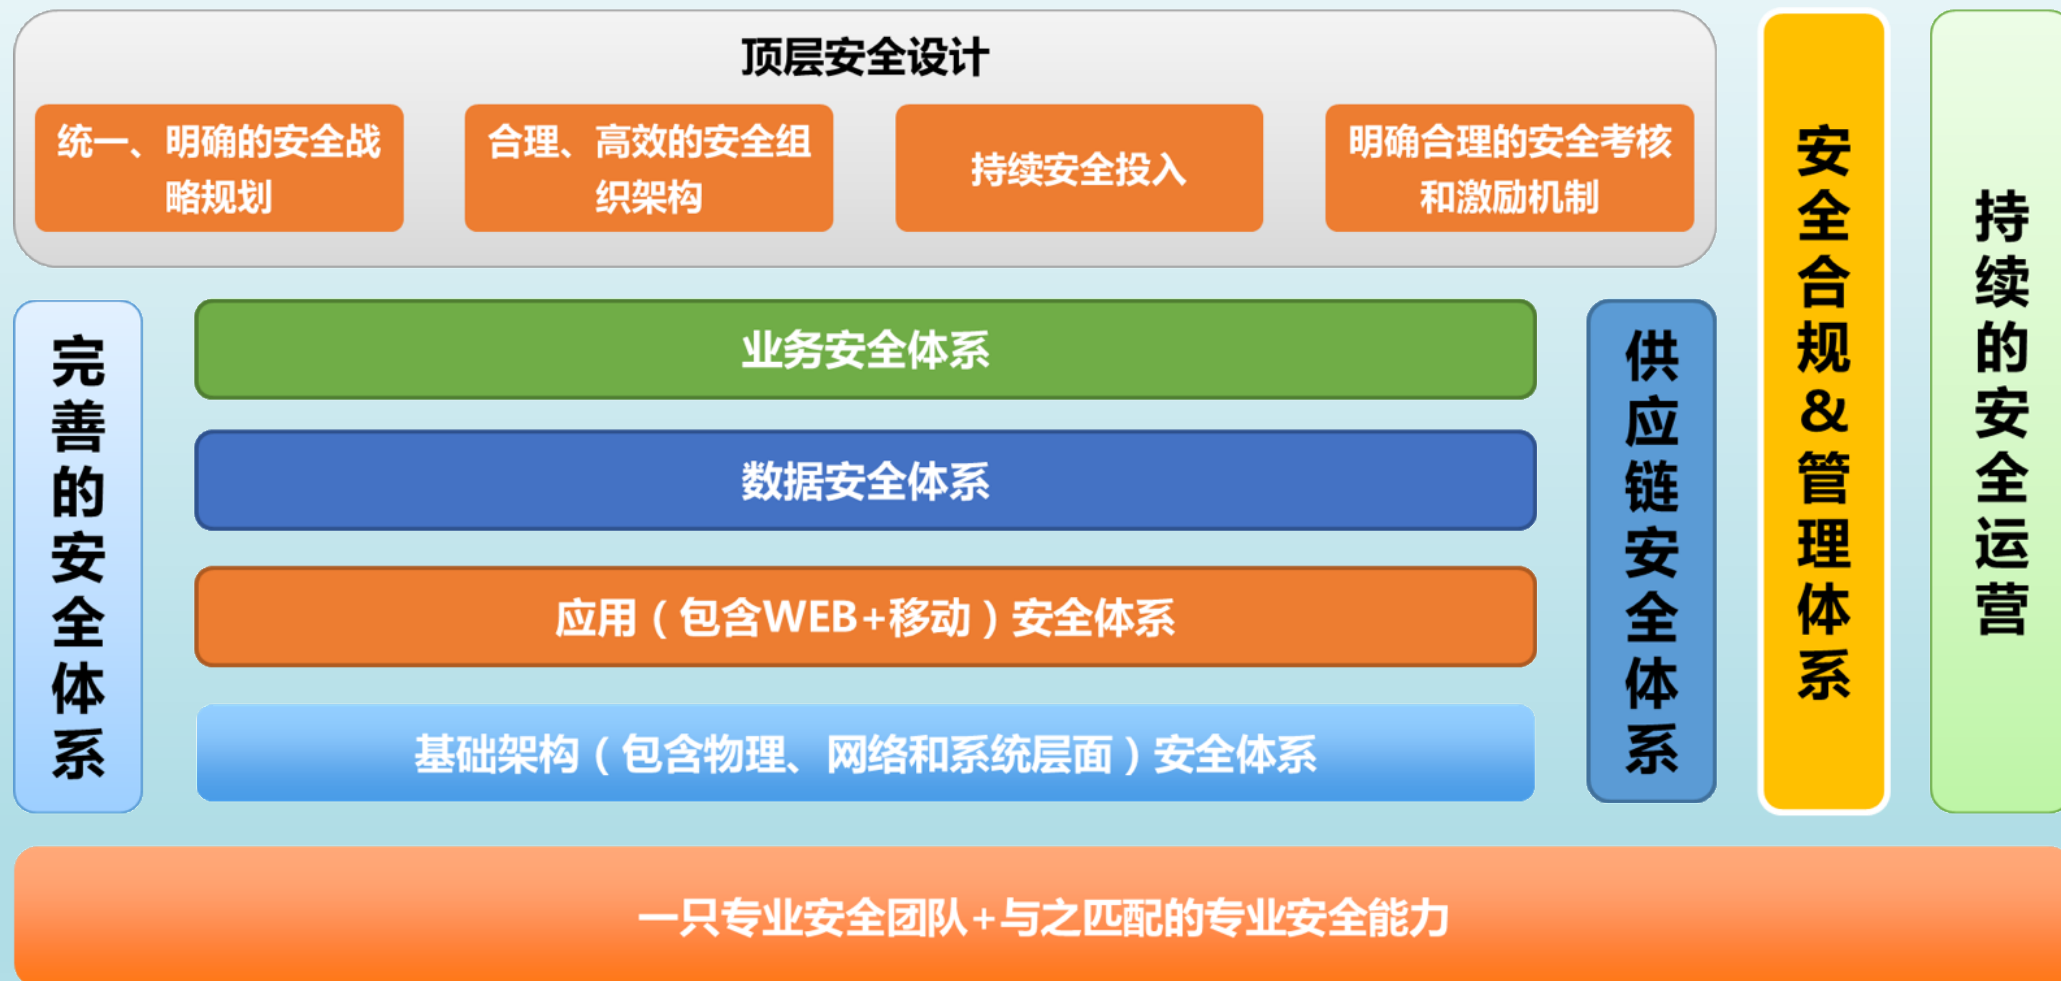 顶层安全设计
统一、明确的安全战
略规划
合理、高效的安全组
织架构
持续安全投入
明确合理的安全考核
和激励机制
完善的安全体系
业务安全体系
数据安全体系
应用（包含WEB+移动）安全体系
基础架构（包含物理、网络和系统层面）安全体系
供应链安全体系
安全合规&管理体系
持续的安全运营
一只专业安全团队+与之匹配的专业安全能力